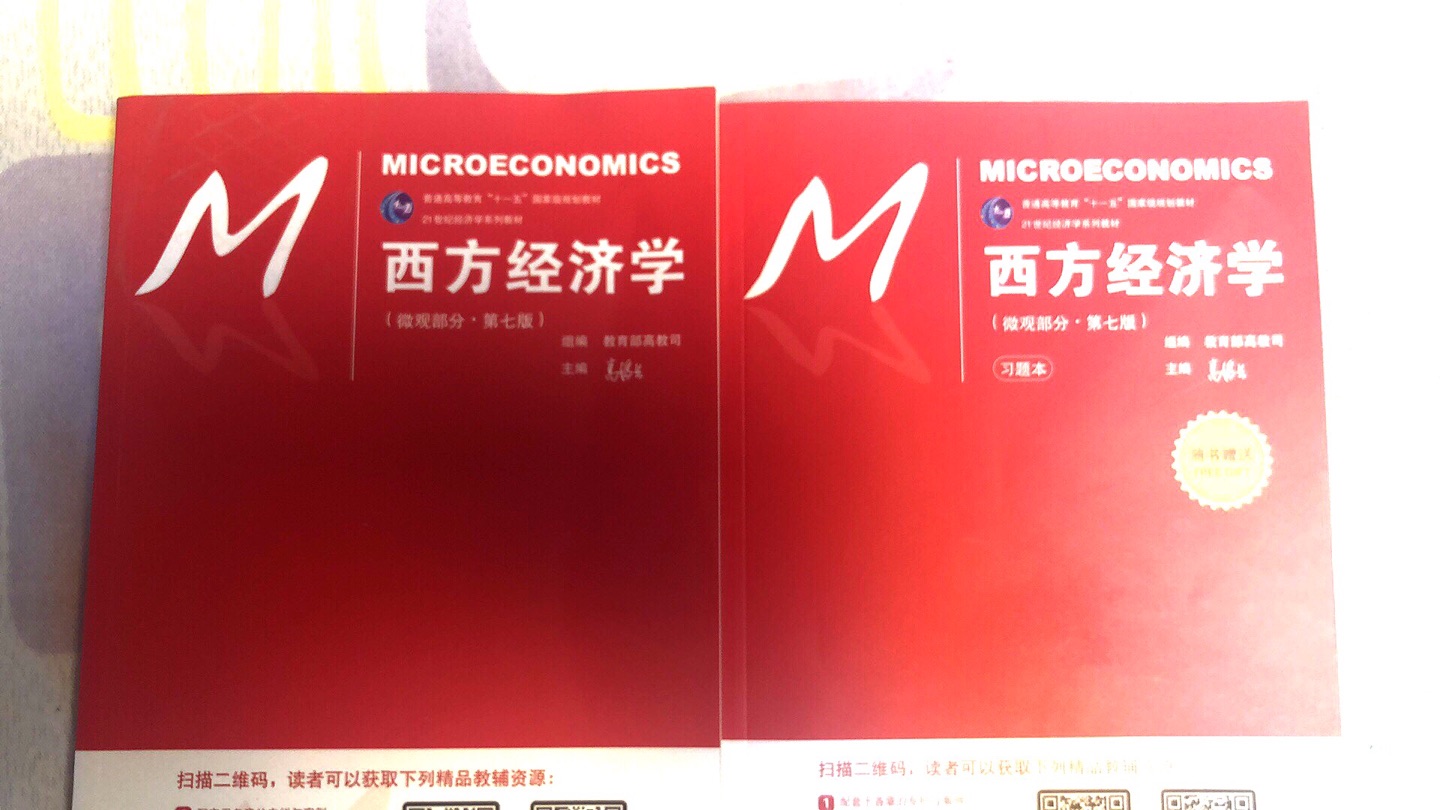 MICROECONOMICS
普通高等教育“十一五”国家级规划教材
21世纪经济学系列教材
西方经济学
(微观部分·第七版)
组编 教育部高教司
主编
扫描二维码,读者可以获取下列精品教辅资源:
MICROECONOMICS
普通高等教育“十一五”国家级规划教材
21世纪经济学系列教材
西方经济学
(微观部分·第七版)
组编 教育部高教司
习题本
主编
随书赠送
扫描二维码,读者可以获取下列精品教辅
1